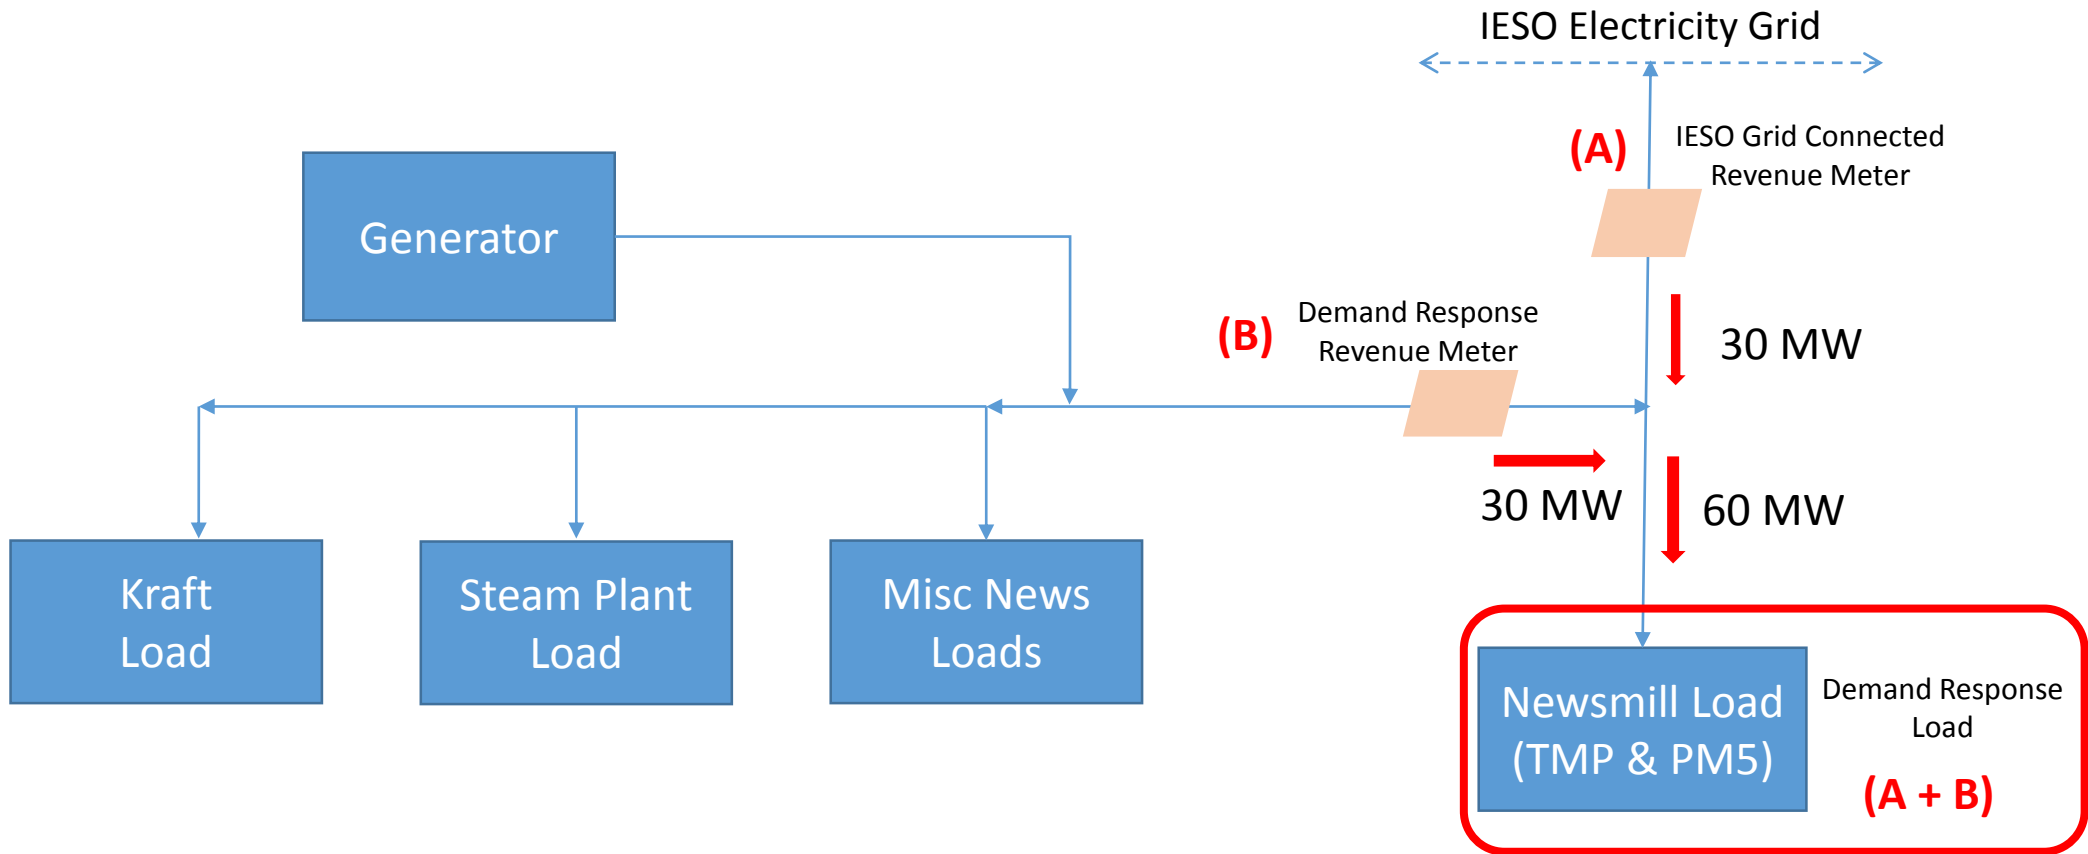 IESO Electricity Grid
(A)
IESO Grid Connected
Revenue Meter
Generator
(B)
Demand Response
Revenue Meter
30 MW
30 MW
60 MW
Kraft
Load
Steam Plant
Load
Misc News
Loads
Newsmill Load
(TMP & PM5)
Demand Response
Load
(A + B)